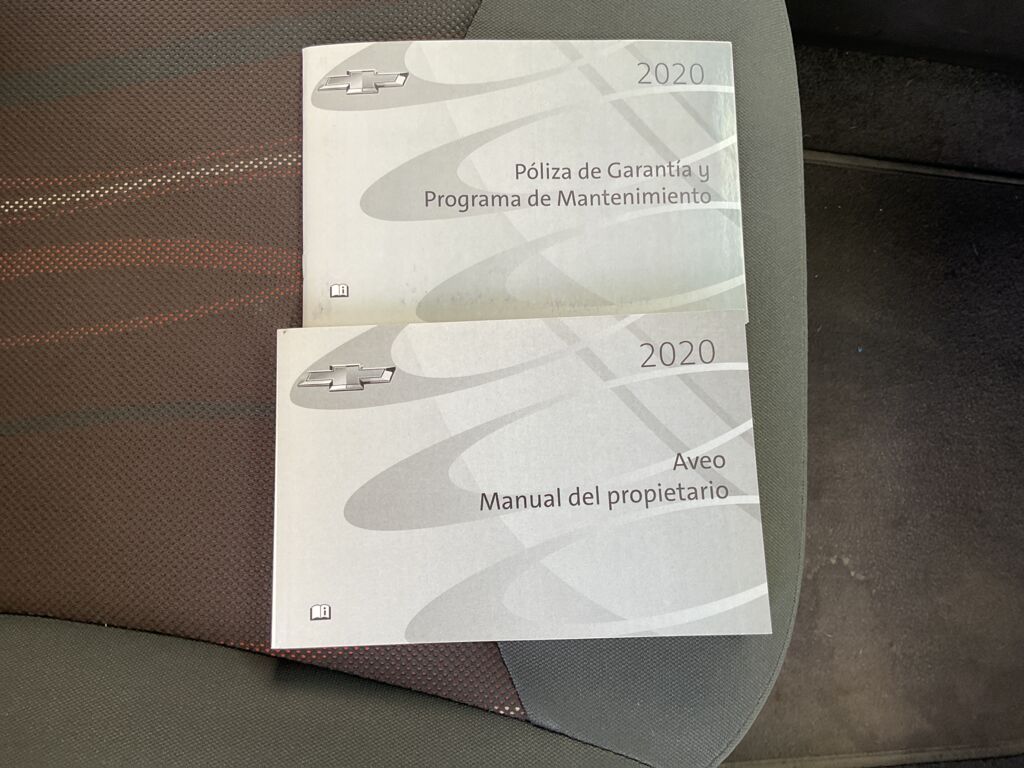 2020
Póliza de Garantía y
Programa de Mantenimiento
2020
Aveo
Manual del propietario